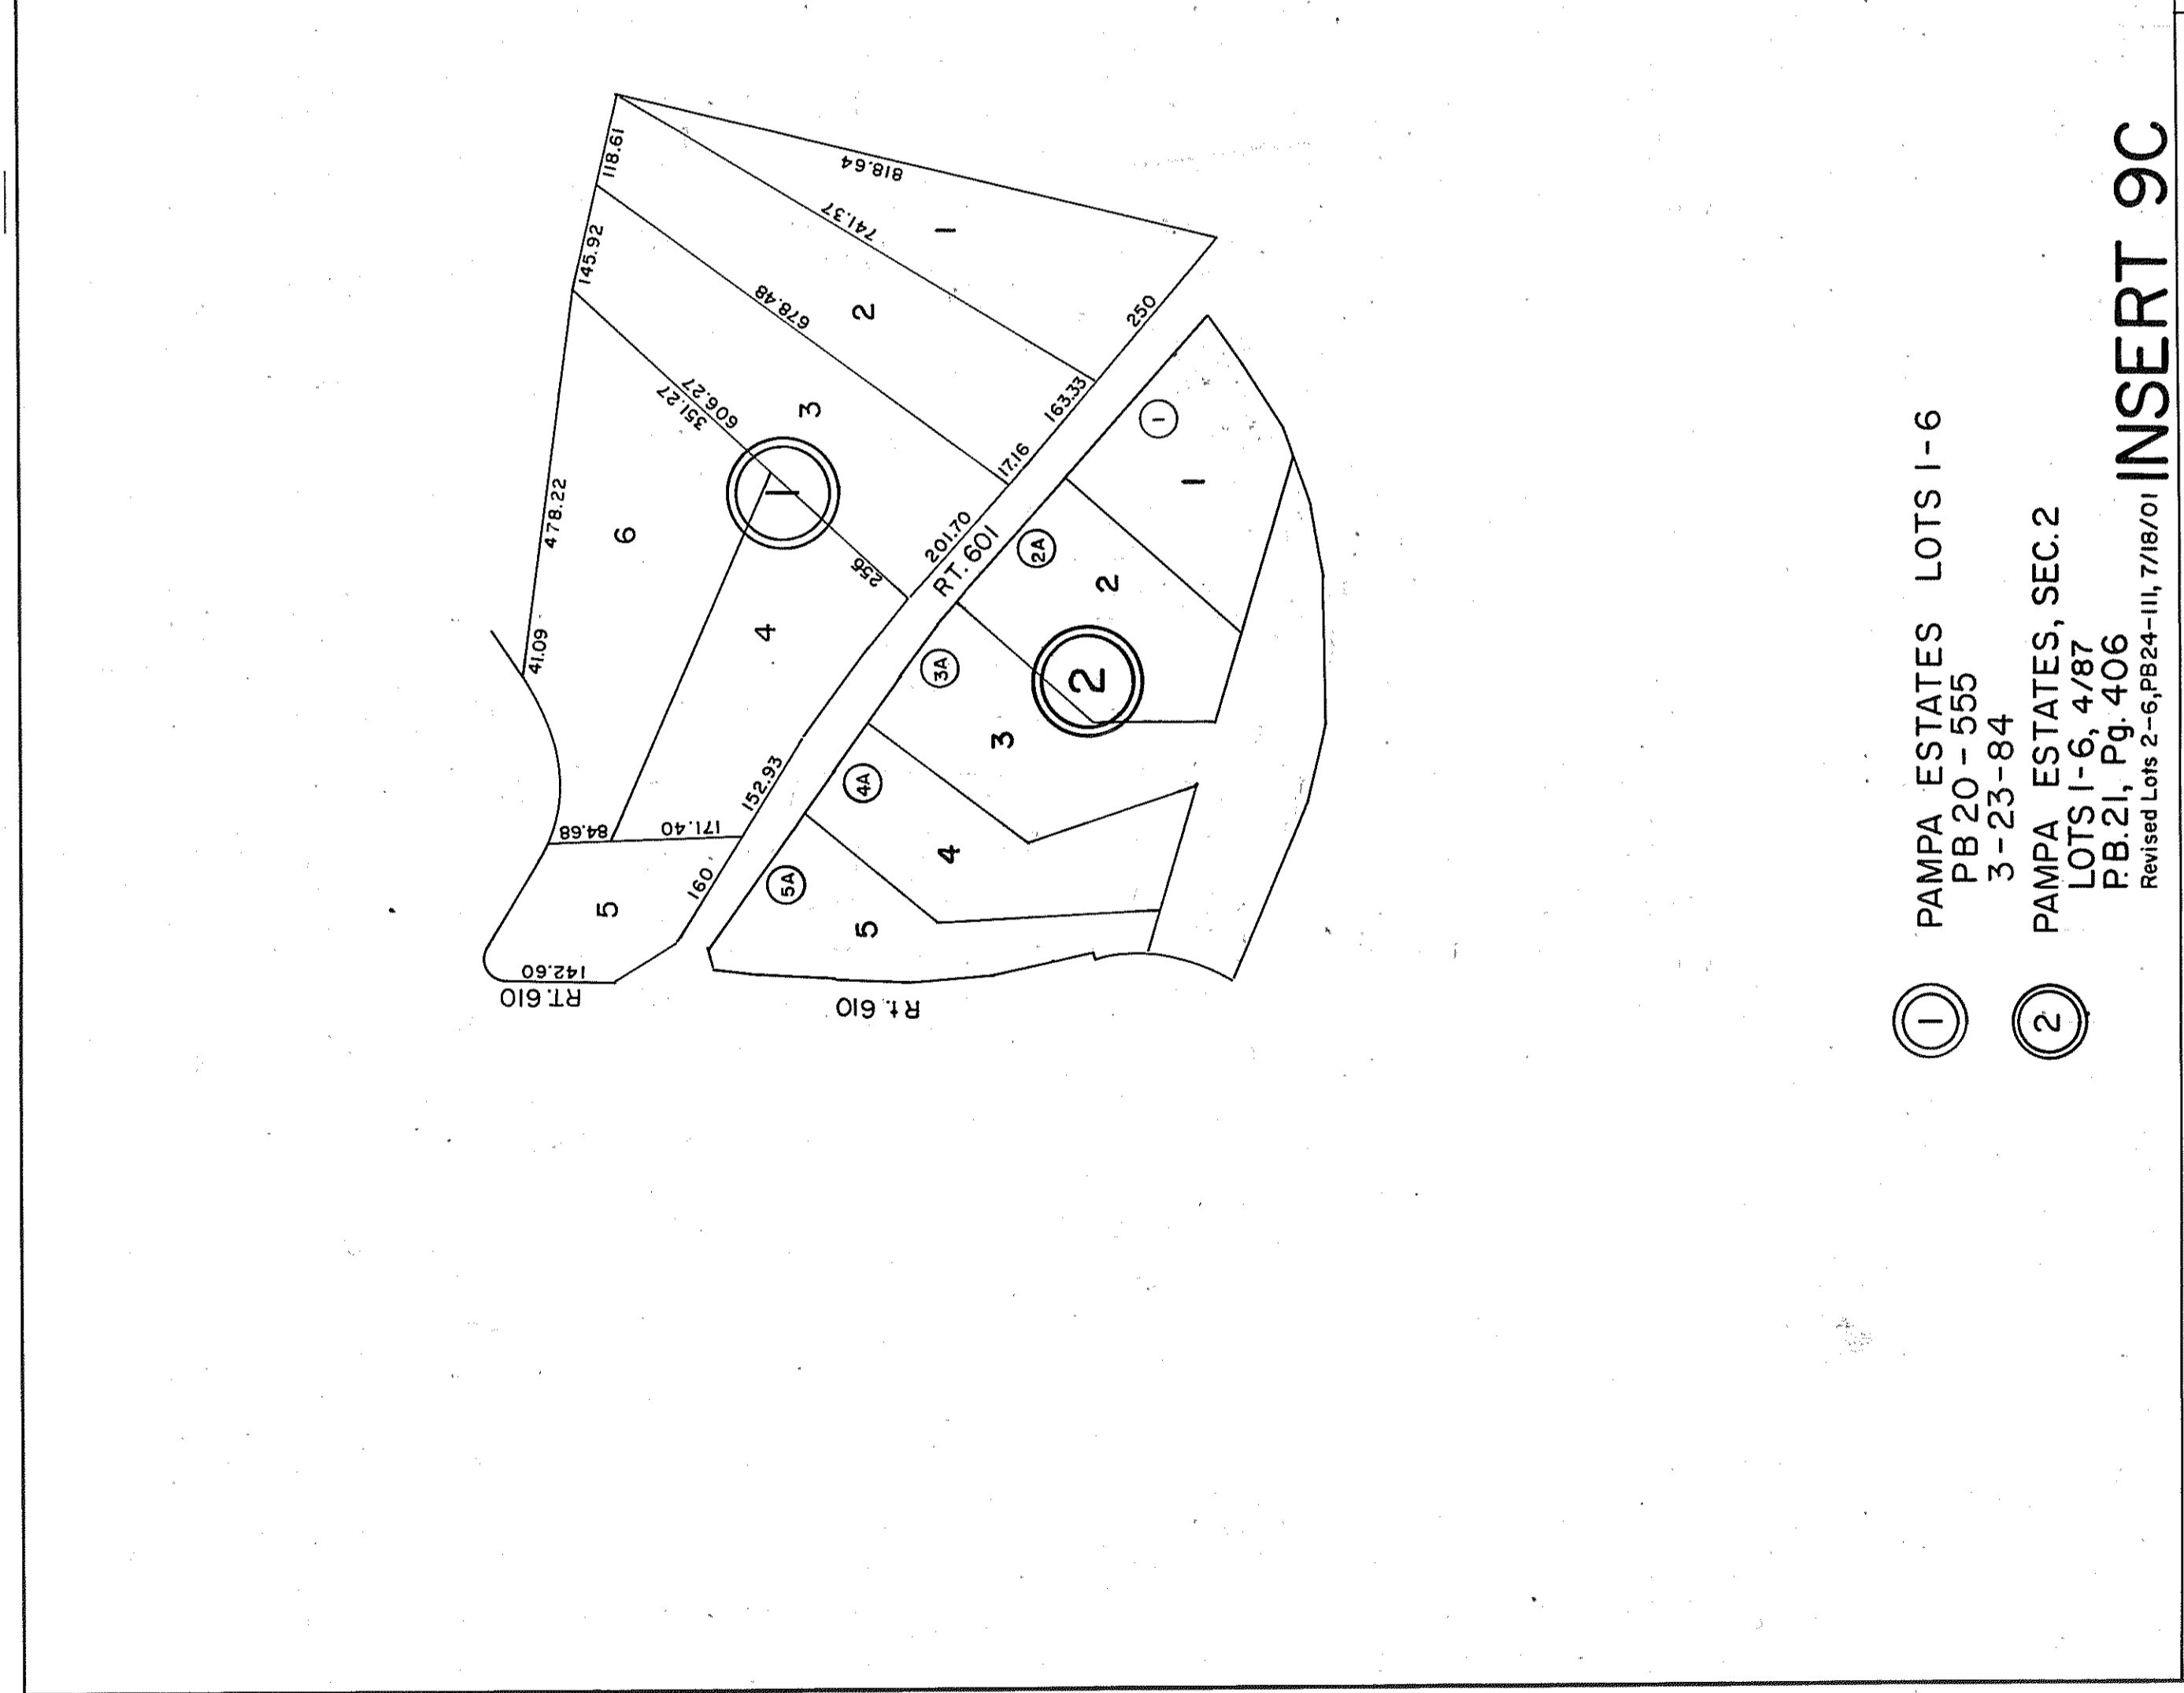 118.61
145.92
478.22
41.09
818.64
741.37
678.48
606.27
351.27
256
250
163.33
17.16
201.70
RT. 601
152.93
171.40
84.68
160
142.60
RT. 610
Rt. 610
1
2
3
4
5
6
1
1
1
2A
2
3A
3
4A
4
5A
5
2
1 PAMPA ESTATES LOTS 1-6
PB 20-555
3-23-84
2 PAMPA ESTATES, SEC. 2
LOTS 1-6, 4/87
P.B. 21, Pg. 406
Revised Lots 2-6, PB24-111, 7/18/01
INSERT 9C